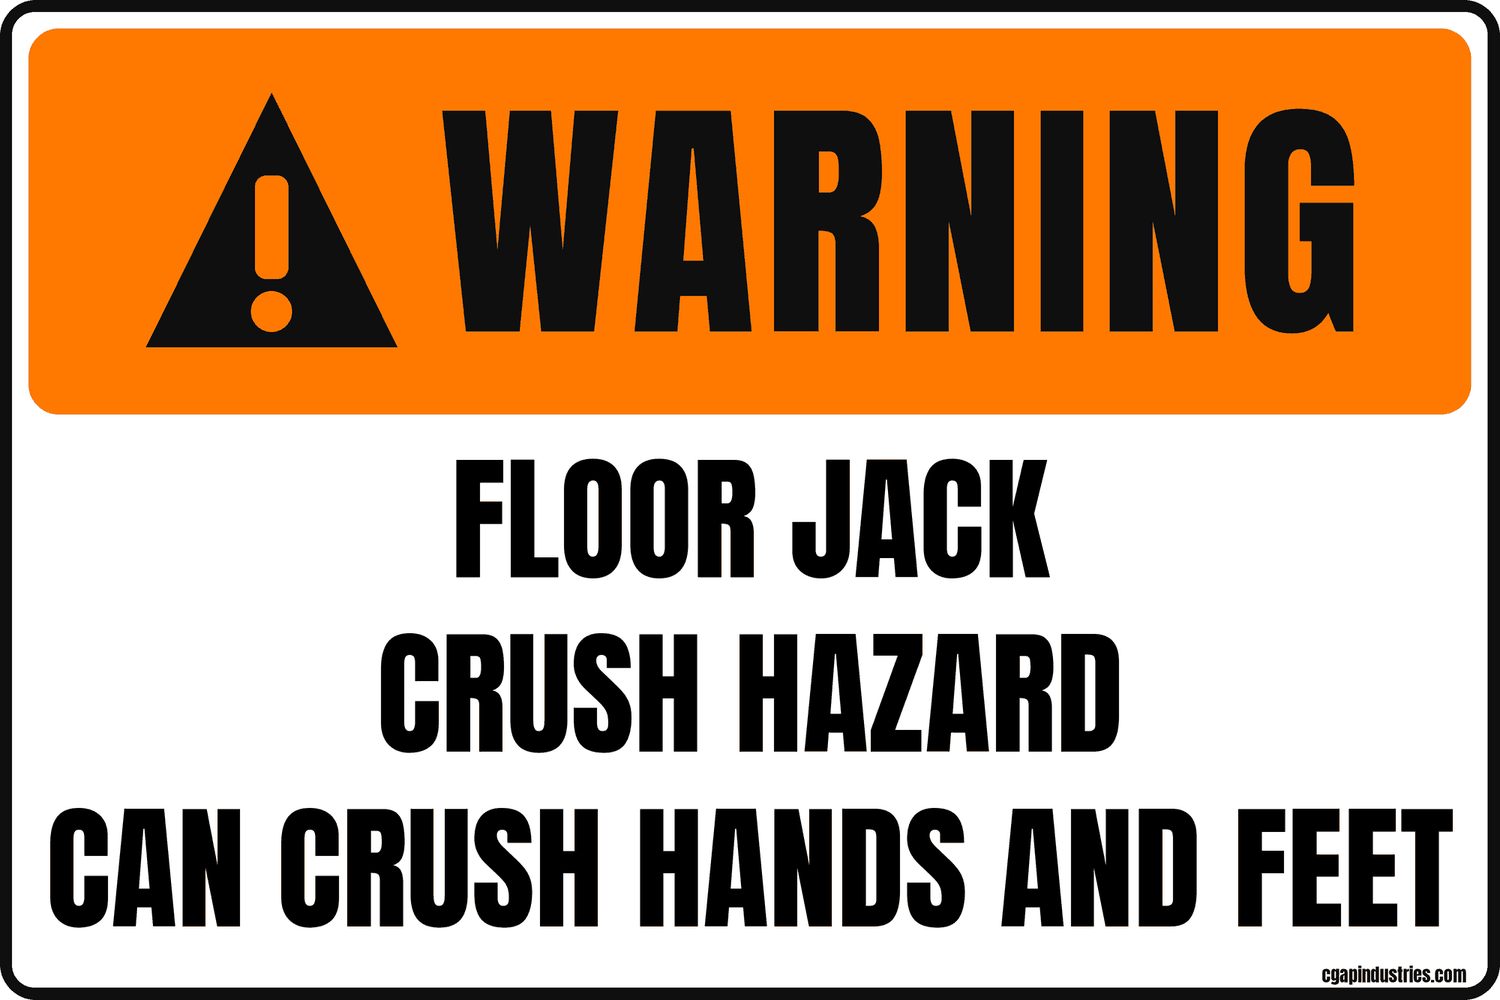 WARNING
FLOOR JACK
CRUSH HAZARD
CAN CRUSH HANDS AND FEET
cgapindustries.com